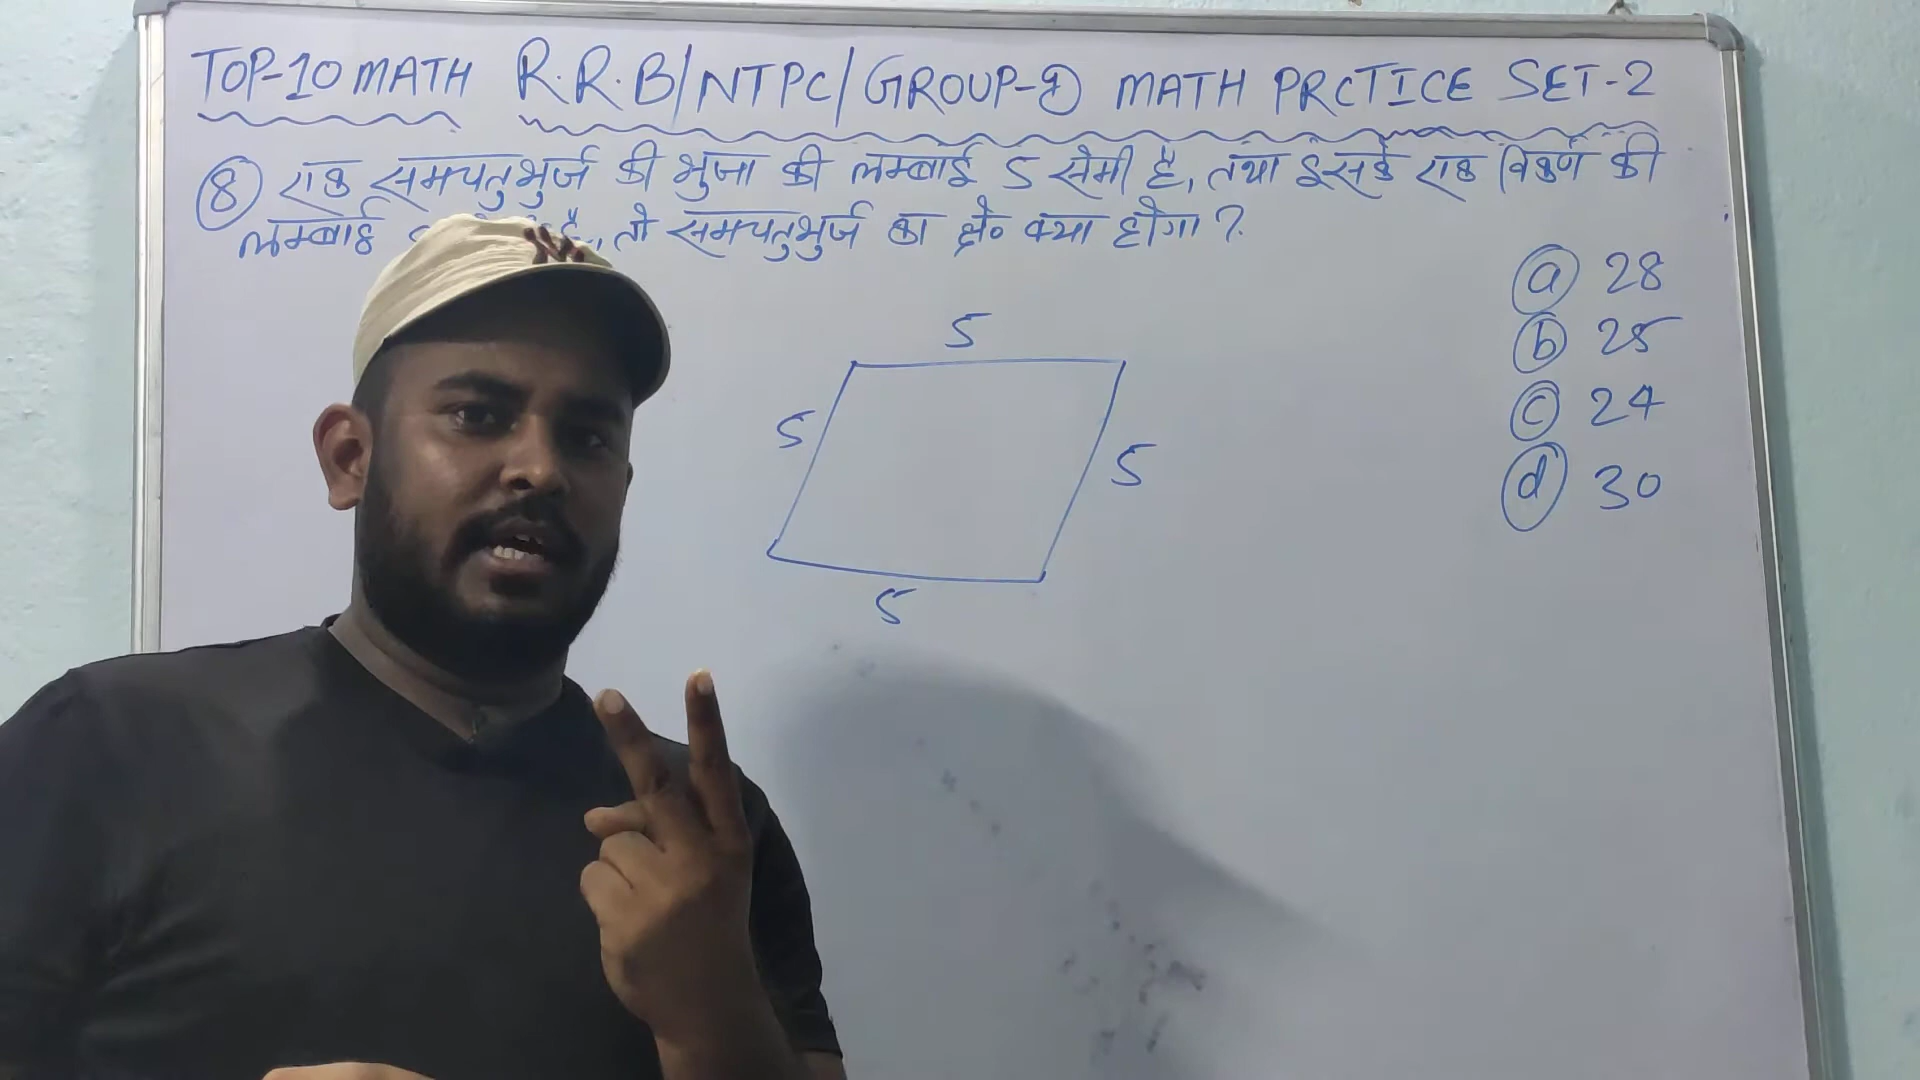 TOP-10 MATH R.R.B/NTPC/GROUP-D MATH PRCTICE SET-2
8 एक समचतुर्भुज की भुजा की लम्बाई 5 सेमी है, तथा इसके एक विकर्ण की
लम्बाई है, तो समचतुर्भुज का क्षे० क्या होगा ?
a 28
b 25
c 24
d 30
5
5
5
5